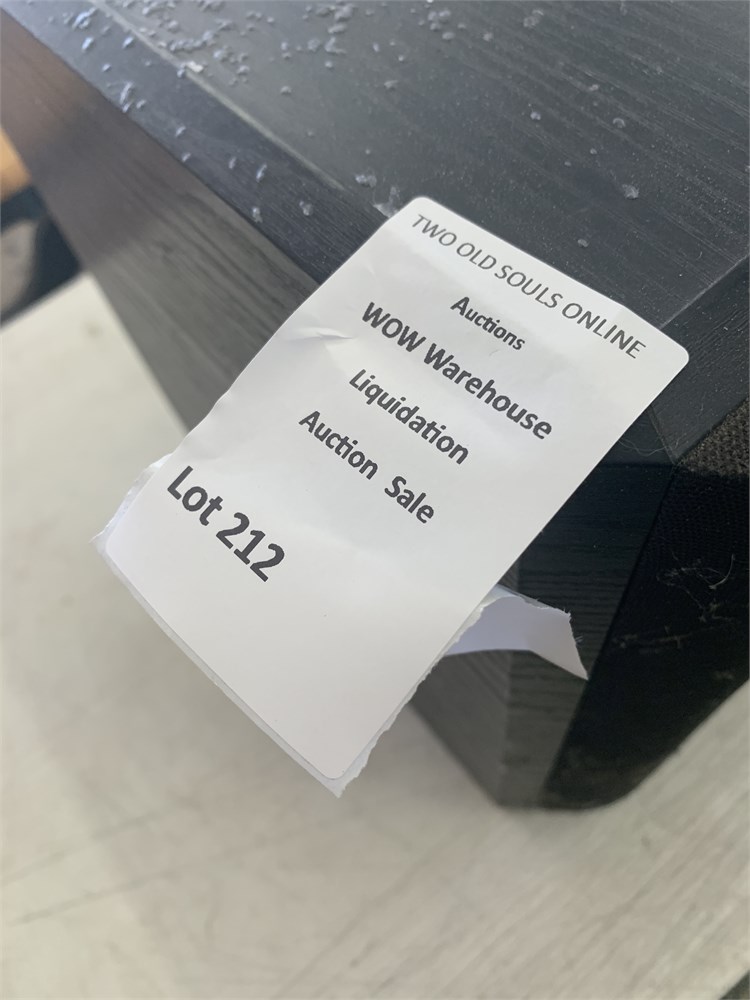 TWO OLD SOULS ONLINE
Auctions
WOW Warehouse
Liquidation
Auction Sale
Lot 212